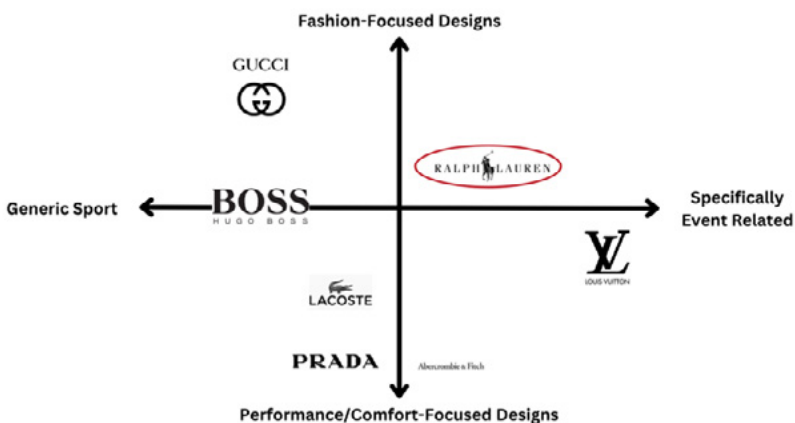 Fashion-Focused Designs
GUCCI
RALPH LAUREN
Generic Sport
BOSS
HUGO BOSS
Specifically
Event Related
LV
LOUIS VUITTON
LACOSTE
PRADA
Abercrombie & Fitch
Performance/Comfort-Focused Designs